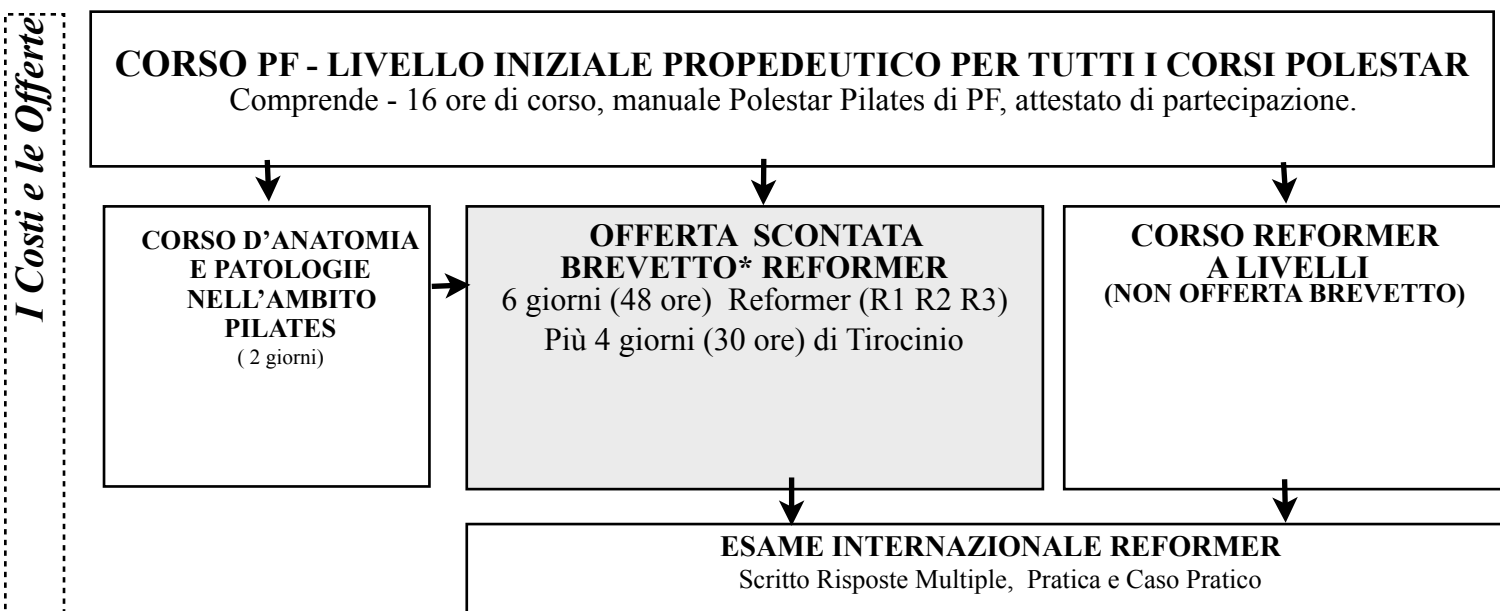 I Costi e le Offerte
CORSO PF - LIVELLO INIZIALE PROPEDEUTICO PER TUTTI I CORSI POLESTAR
Comprende - 16 ore di corso, manuale Polestar Pilates di PF, attestato di partecipazione.
CORSO D’ANATOMIA
E PATOLOGIE
NELL’AMBITO
PILATES
( 2 giorni)
OFFERTA SCONTATA
BREVETTO* REFORMER
6 giorni (48 ore) Reformer (R1 R2 R3)
Più 4 giorni (30 ore) di Tirocinio
CORSO REFORMER
A LIVELLI
(NON OFFERTA BREVETTO)
ESAME INTERNAZIONALE REFORMER
Scritto Risposte Multiple, Pratica e Caso Pratico